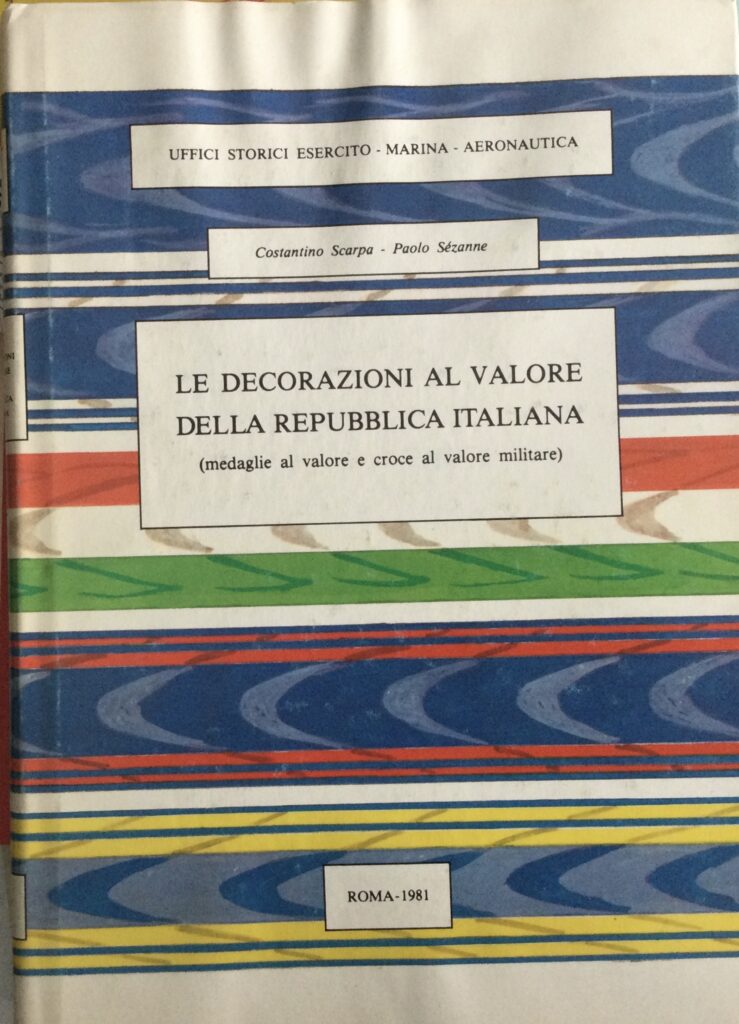 UFFICI STORICI ESERCITO - MARINA - AERONAUTICA
Costantino Scarpa - Paolo Sézanne
LE DECORAZIONI AL VALORE
DELLA REPUBBLICA ITALIANA
(medaglie al valore e croce al valore militare)
ROMA-1981